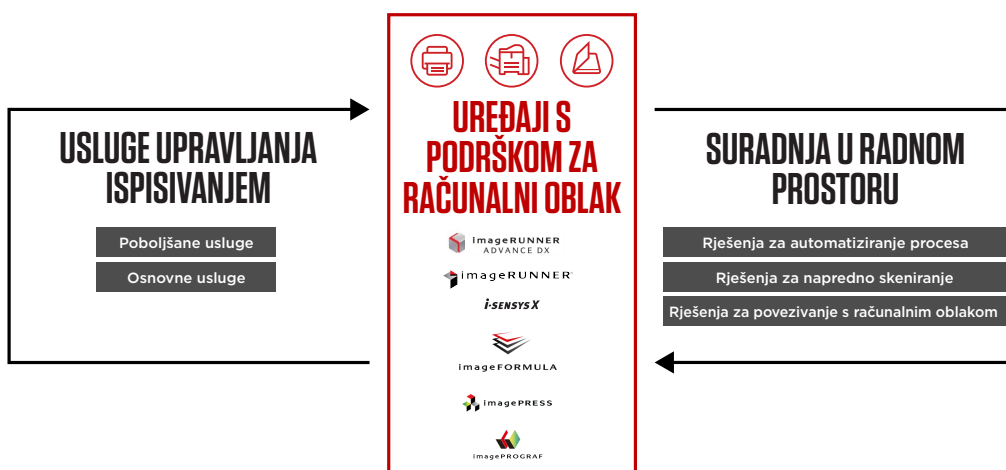 USLUGE UPRAVLJANJA
ISPISIVANJEM
Poboljšane usluge
Osnovne usluge
UREĐAJI S
PODRŠKOM ZA
RAČUNALNI OBLAK
imageRUNNER
ADVANCE DX
imageRUNNER
i-SENSYS X
imageFORMULA
imagePRESS
imagePROGRAF
SURADNJA U RADNOM
PROSTORU
Rješenja za automatiziranje procesa
Rješenja za napredno skeniranje
Rješenja za povezivanje s računalnim oblakom